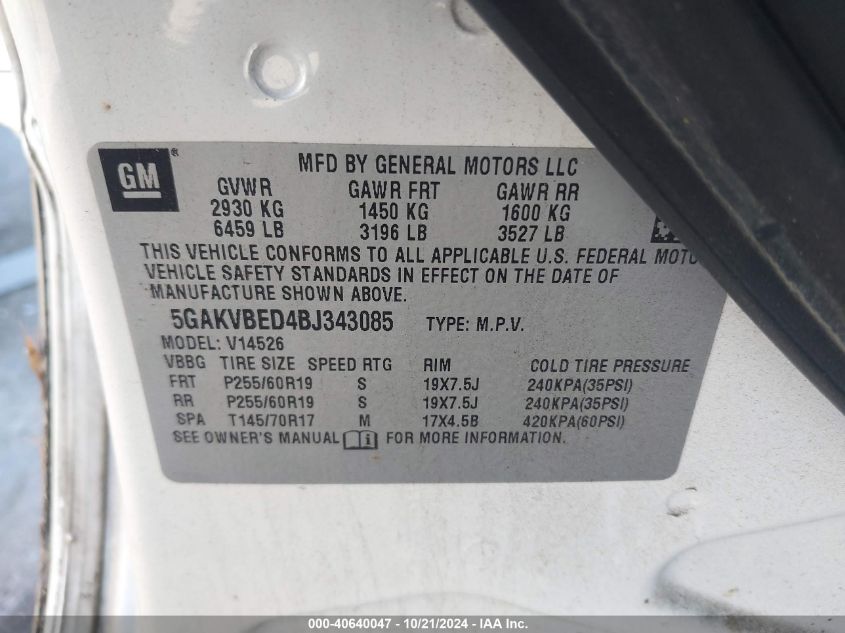 GM ®
MFD BY GENERAL MOTORS LLC
GVWR GAWR FRT GAWR RR
2930 KG 1450 KG 1600 KG
6459 LB 3196 LB 3527 LB
THIS VEHICLE CONFORMS TO ALL APPLICABLE U.S. FEDERAL MOTO
VEHICLE SAFETY STANDARDS IN EFFECT ON THE DATE OF
MANUFACTURE SHOWN ABOVE.
5GAKVBED4BJ343085 TYPE: M.P.V.
MODEL: V14526
VBBG TIRE SIZE SPEED RTG RIM COLD TIRE PRESSURE
FRT P255/60R19 S 19X7.5J 240KPA(35PSI)
RR P255/60R19 S 19X7.5J 240KPA(35PSI)
SPA T145/70R17 M 17X4.5B 420KPA(60PSI)
SEE OWNER'S MANUAL i FOR MORE INFORMATION.
000-40640047 - 10/21/2024 - IAA Inc.